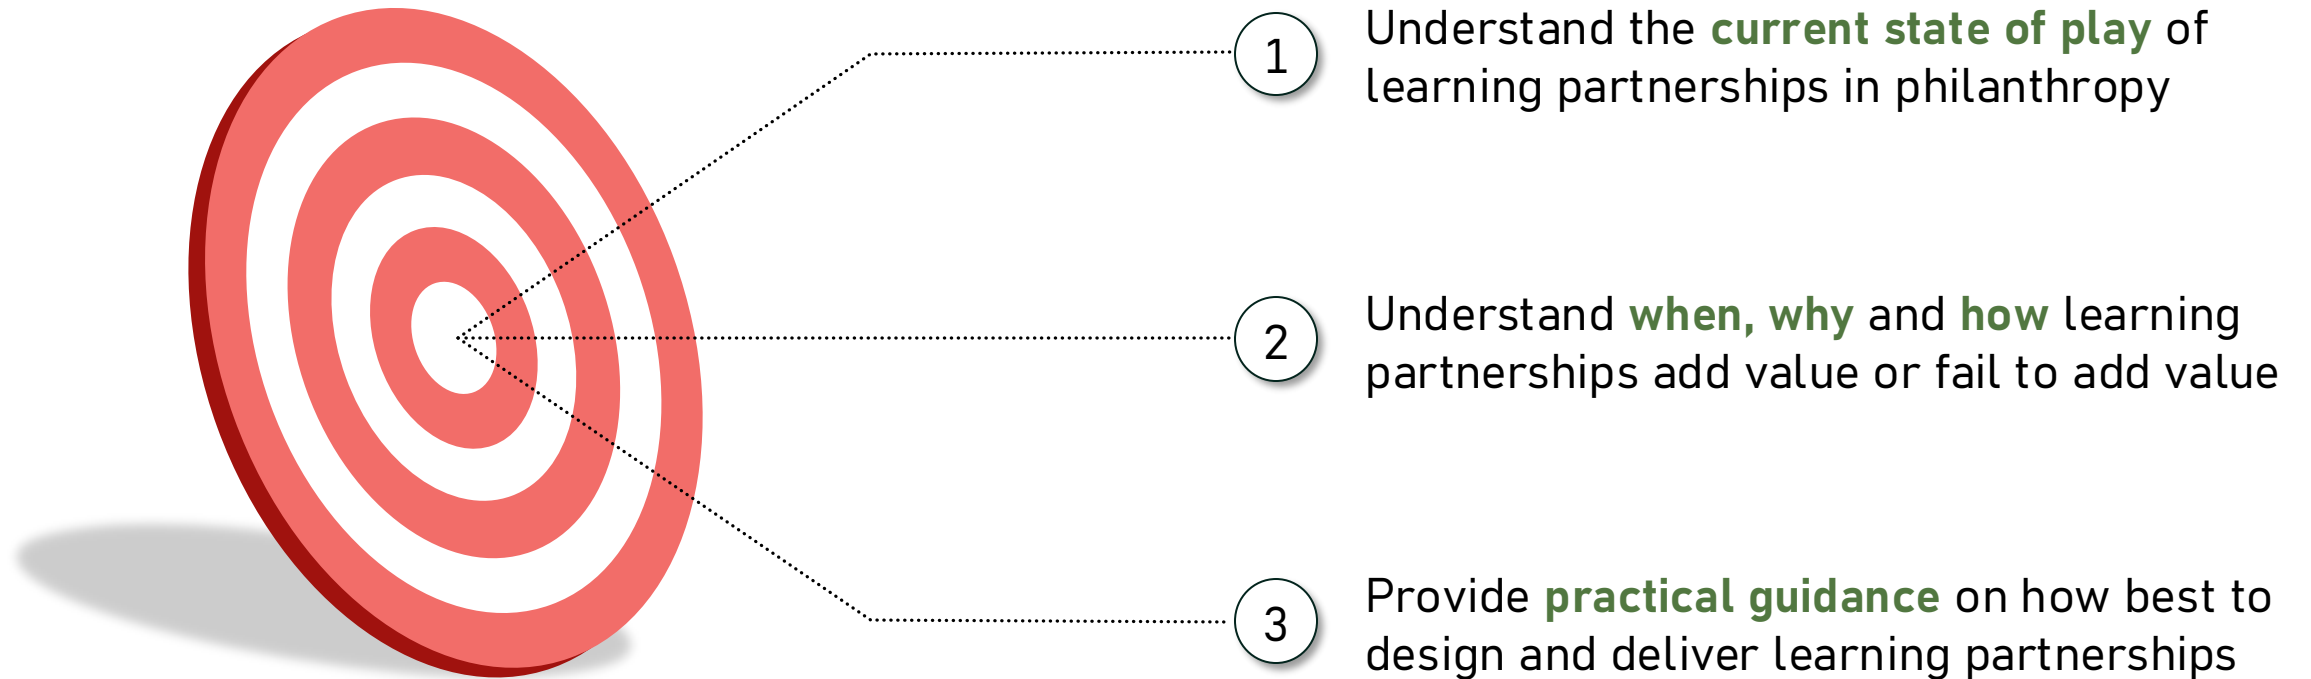 1
Understand the current state of play of
learning partnerships in philanthropy
2
Understand when, why and how learning
partnerships add value or fail to add value
3
Provide practical guidance on how best to
design and deliver learning partnerships